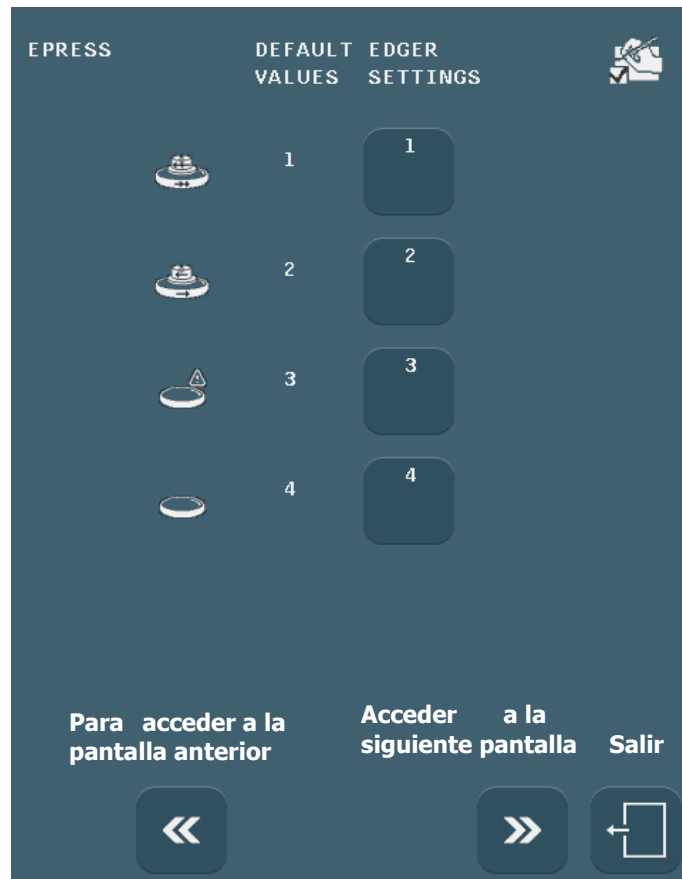 EPRESS DEFAULT EDGER
VALUES SETTINGS
1 1
2 2
3 3
4 4
Para acceder a la
pantalla anterior
Acceder a la
siguiente pantalla
Salir